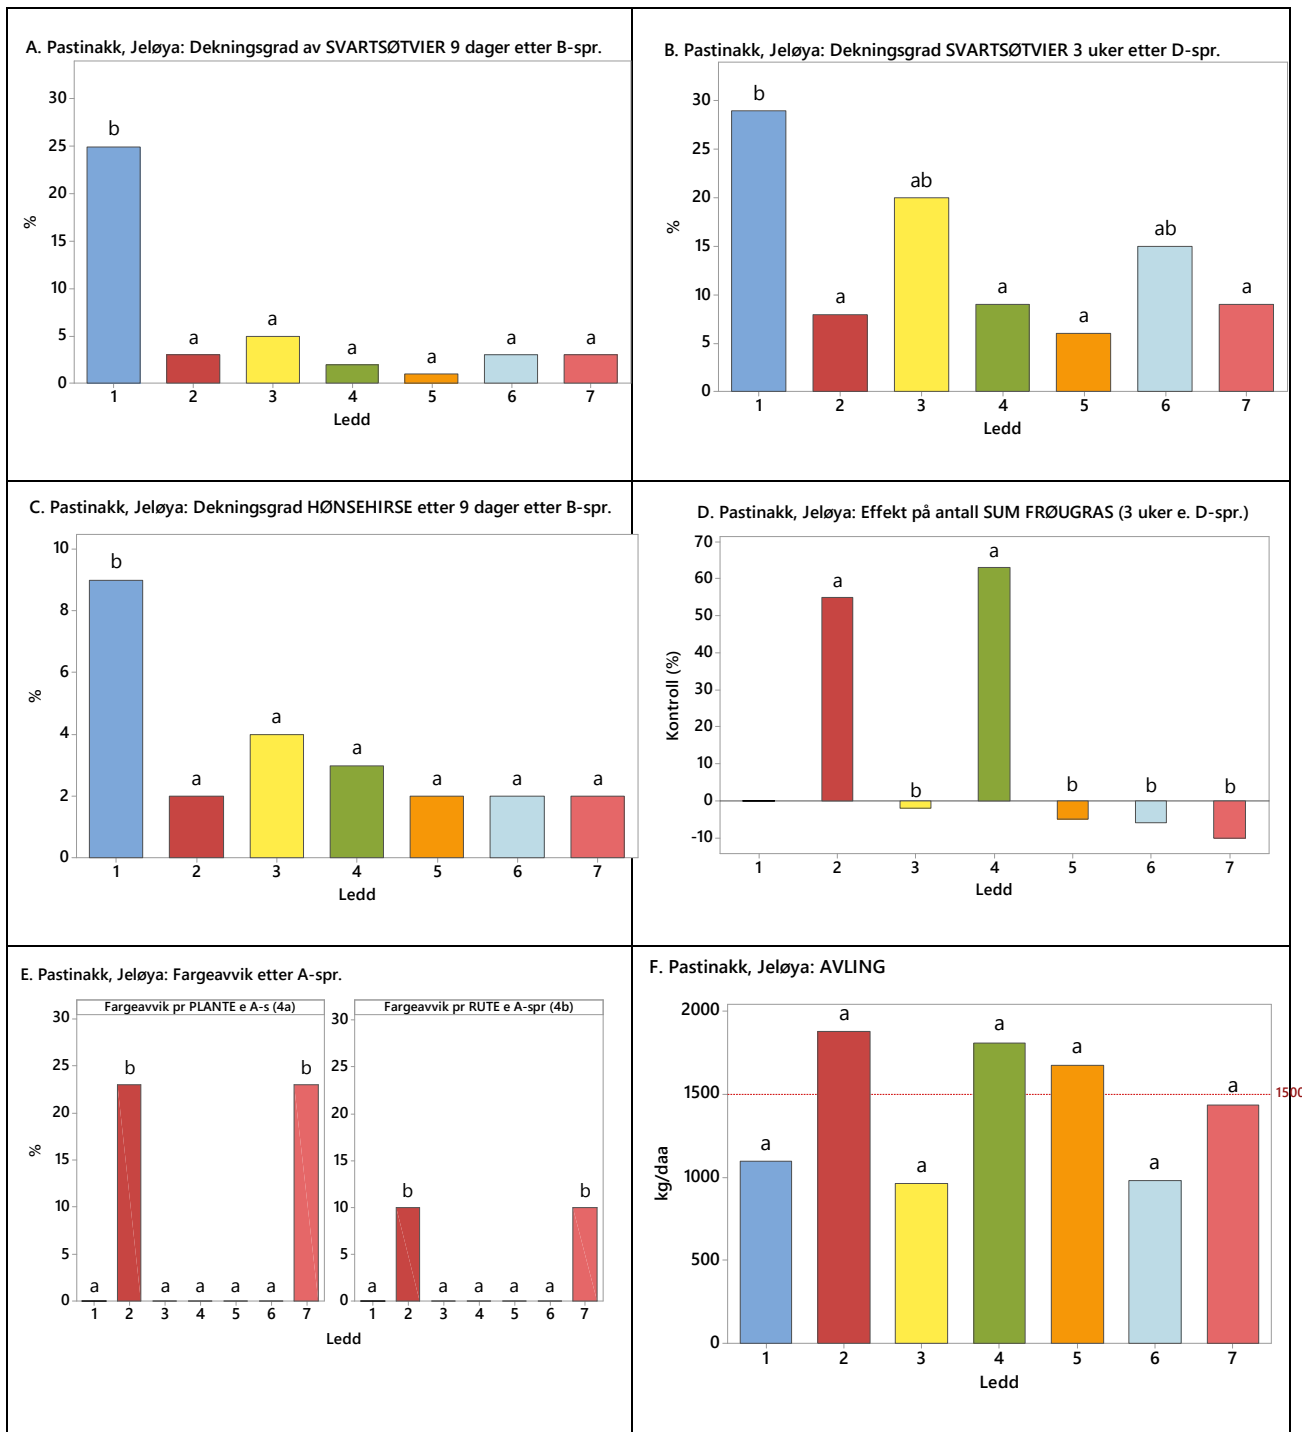 A. Pastinakk, Jeløya: Dekningsgrad av SVARTSØTVIER 9 dager etter B-spr.
30
25
20
15
10
5
0
%
b
a
a
a
a
a
a
1 2 3 4 5 6 7
Ledd
B. Pastinakk, Jeløya: Dekningsgrad SVARTSØTVIER 3 uker etter D-spr.
30
25
20
15
10
5
0
%
b
a
ab
a
a
ab
a
1 2 3 4 5 6 7
Ledd
C. Pastinakk, Jeløya: Dekningsgrad HØNSEHIRSE etter 9 dager etter B-spr.
10
8
6
4
2
0
%
b
a
a
a
a
a
a
1 2 3 4 5 6 7
Ledd
D. Pastinakk, Jeløya: Effekt på antall SUM FRØUGRAS (3 uker e. D-spr.)
70
60
50
40
30
20
10
0
-10
Kontroll (%)
a
b
a
b
b
b
1 2 3 4 5 6 7
Ledd
E. Pastinakk, Jeløya: Fargeavvik etter A-spr.
Fargeavvik pr PLANTE e A-s (4a)
30
25
20
15
10
5
0
%
a b a a a a b
1 2 3 4 5 6 7
Fargeavvik pr RUTE e A-spr (4b)
30
25
20
15
10
5
0
a b a a a a b
1 2 3 4 5 6 7
Ledd
F. Pastinakk, Jeløya: AVLING
2000
1500
1000
500
0
kg/daa
a
a
a
a
a
a
a
1500
1 2 3 4 5 6 7
Ledd